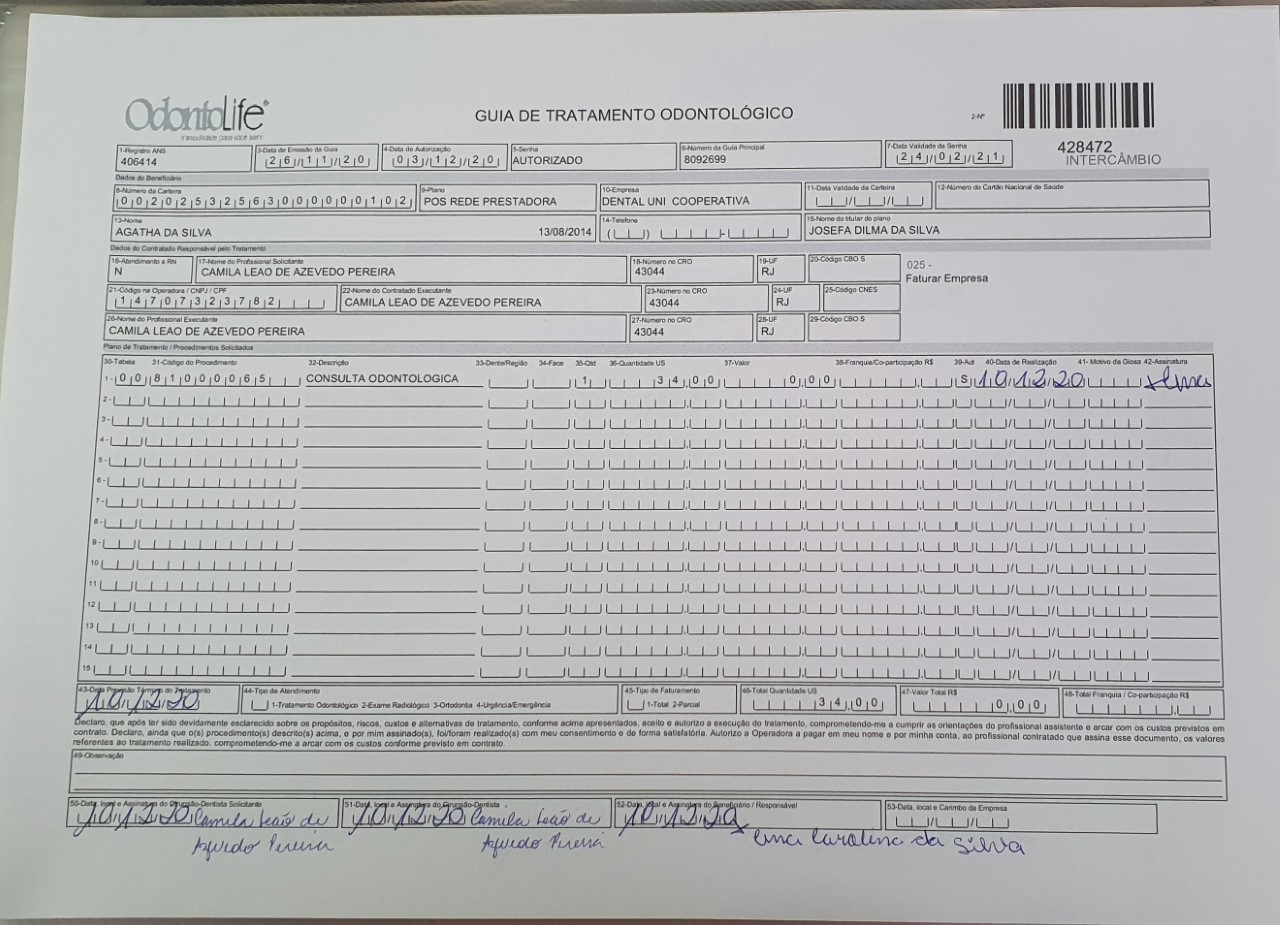 OdontoLife®
tranquilidade para você sorrir
GUIA DE TRATAMENTO ODONTOLÓGICO
2-Nº
428472
INTERCÂMBIO
1-Registro ANS 3-Data de Emissão da Guia 4-Data de Autorização 5-Senha 6-Número da Guia Principal 7-Data Validade da Senha
406414 26/11/20 03/12/20 AUTORIZADO 8092699 24/02/21
Dados do Beneficiário
8-Número da Carteira 9-Plano 10-Empresa 11-Data Validade da Carteira 12-Número do Cartão Nacional de Saúde
00202532563000000102 POS REDE PRESTADORA DENTAL UNI COOPERATIVA
13-Nome 14-Telefone 15-Nome do titular do plano
AGATHA DA SILVA 13/08/2014 JOSEFA DILMA DA SILVA
Dados do Contratado Responsável pelo Tratamento
16-Atendimento a RN 17-Nome do Profissional Solicitante 18-Número no CRO 19-UF 20-Código CBO S
N CAMILA LEAO DE AZEVEDO PEREIRA 43044 RJ
025 -
Faturar Empresa
21-Código na Operadora / CNPJ / CPF 22-Nome do Contratado Executante 23-Número no CRO 24-UF 25-Código CNES
14707323782 CAMILA LEAO DE AZEVEDO PEREIRA 43044 RJ
26-Nome do Profissional Executante 27-Número no CRO 28-UF 29-Código CBO S
CAMILA LEAO DE AZEVEDO PEREIRA 43044 RJ
Plano de Tratamento / Procedimentos Solicitados
30-Tabela 31-Código do Procedimento 32-Descrição 33-Dente/Região 34-Face 35-Qtd 36-Quantidade US 37-Valor 38-Franquia/Co-participação R$ 39-Aut 40-Data de Realização 41- Motivo da Glosa 42-Assinatura
1- 00 81000065 CONSULTA ODONTOLOGICA 1 34,00 0,00 S 10 12 20
2-
3-
4-
5-
6-
7-
8-
9-
10
11
12
13
14
15
43-Data Previsão Término do Tratamento 44-Tipo de Atendimento 45-Tipo de Faturamento 46-Total Quantidade US 47-Valor Total R$ 48-Total Franquia / Co-participação R$
10/12/20 1-Tratamento Odontológico 2-Exame Radiológico 3-Ortodontia 4-Urgência/Emergência 1-Total 2-Parcial 34,00 0,00
Declaro, que após ter sido devidamente esclarecido sobre os propósitos, riscos, custos e alternativas de tratamento, conforme acima apresentados, aceito e autorizo a execução do tratamento, comprometendo-me a cumprir as orientações do profissional assistente e arcar com os custos previstos em
contrato. Declaro, ainda que o(s) procedimento(s) descrito(s) acima, e por mim assinado(s), foi/foram realizado(s) com meu consentimento e de forma satisfatória. Autorizo a Operadora a pagar em meu nome e por minha conta, ao profissional contratado que assina esse documento, os valores
referentes ao tratamento realizado, comprometendo-me a arcar com os custos conforme previsto em contrato.
49-Observação
50-Data, local e Assinatura do Cirurgião-Dentista Solicitante 51-Data, local e Assinatura do Cirurgião-Dentista 52-Data, local e Assinatura do Beneficiário / Responsável 53-Data, local e Carimbo da Empresa
10/12/20 Camila Leão de 10/12/20 Camila Leão de 10/12/20
Azevedo Pereira Azevedo Pereira Carolina da Silva